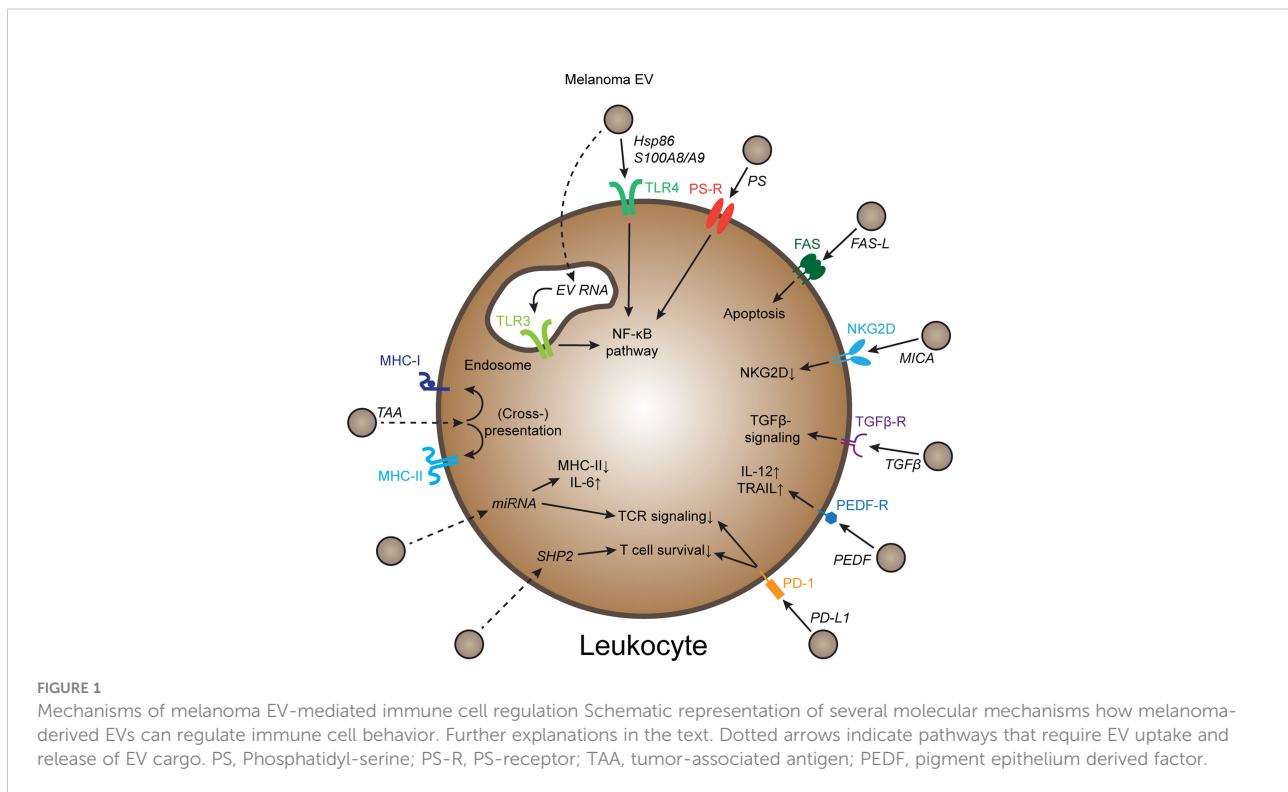 Melanoma EV
Hsp86
S100A8/A9
TLR4
PS-R
PS
FAS
FAS-L
Apoptosis
EV RNA
TLR3
NF-κB
pathway
Endosome
NKG2D
MICA
NKG2D↓
MHC-I
TAA
(Cross-)
presentation
MHC-II
TGFβ-
signaling
TGFβ-R
TGFβ
MHC-II↓
IL-6↑
IL-12↑
TRAIL↑
miRNA
TCR signaling↓
PEDF-R
PEDF
SHP2
T cell survival↓
PD-1
PD-L1
Leukocyte
FIGURE 1
Mechanisms of melanoma EV-mediated immune cell regulation Schematic representation of several molecular mechanisms how melanoma-
derived EVs can regulate immune cell behavior. Further explanations in the text. Dotted arrows indicate pathways that require EV uptake and
release of EV cargo. PS, Phosphatidyl-serine; PS-R, PS-receptor; TAA, tumor-associated antigen; PEDF, pigment epithelium derived factor.